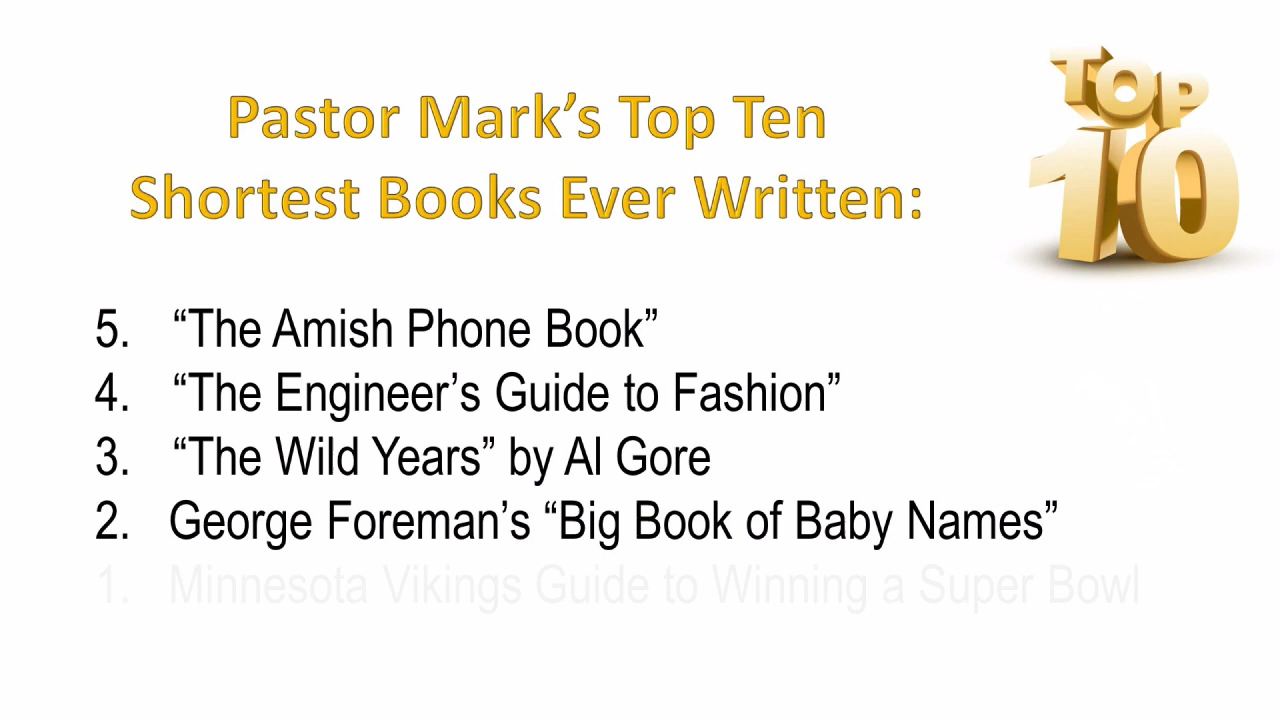 Pastor Mark’s Top Ten
Shortest Books Ever Written:
TOP
10
5. “The Amish Phone Book”
4. “The Engineer’s Guide to Fashion”
3. “The Wild Years” by Al Gore
2. George Foreman’s “Big Book of Baby Names”
1. Minnesota Vikings Guide to Winning a Super Bowl